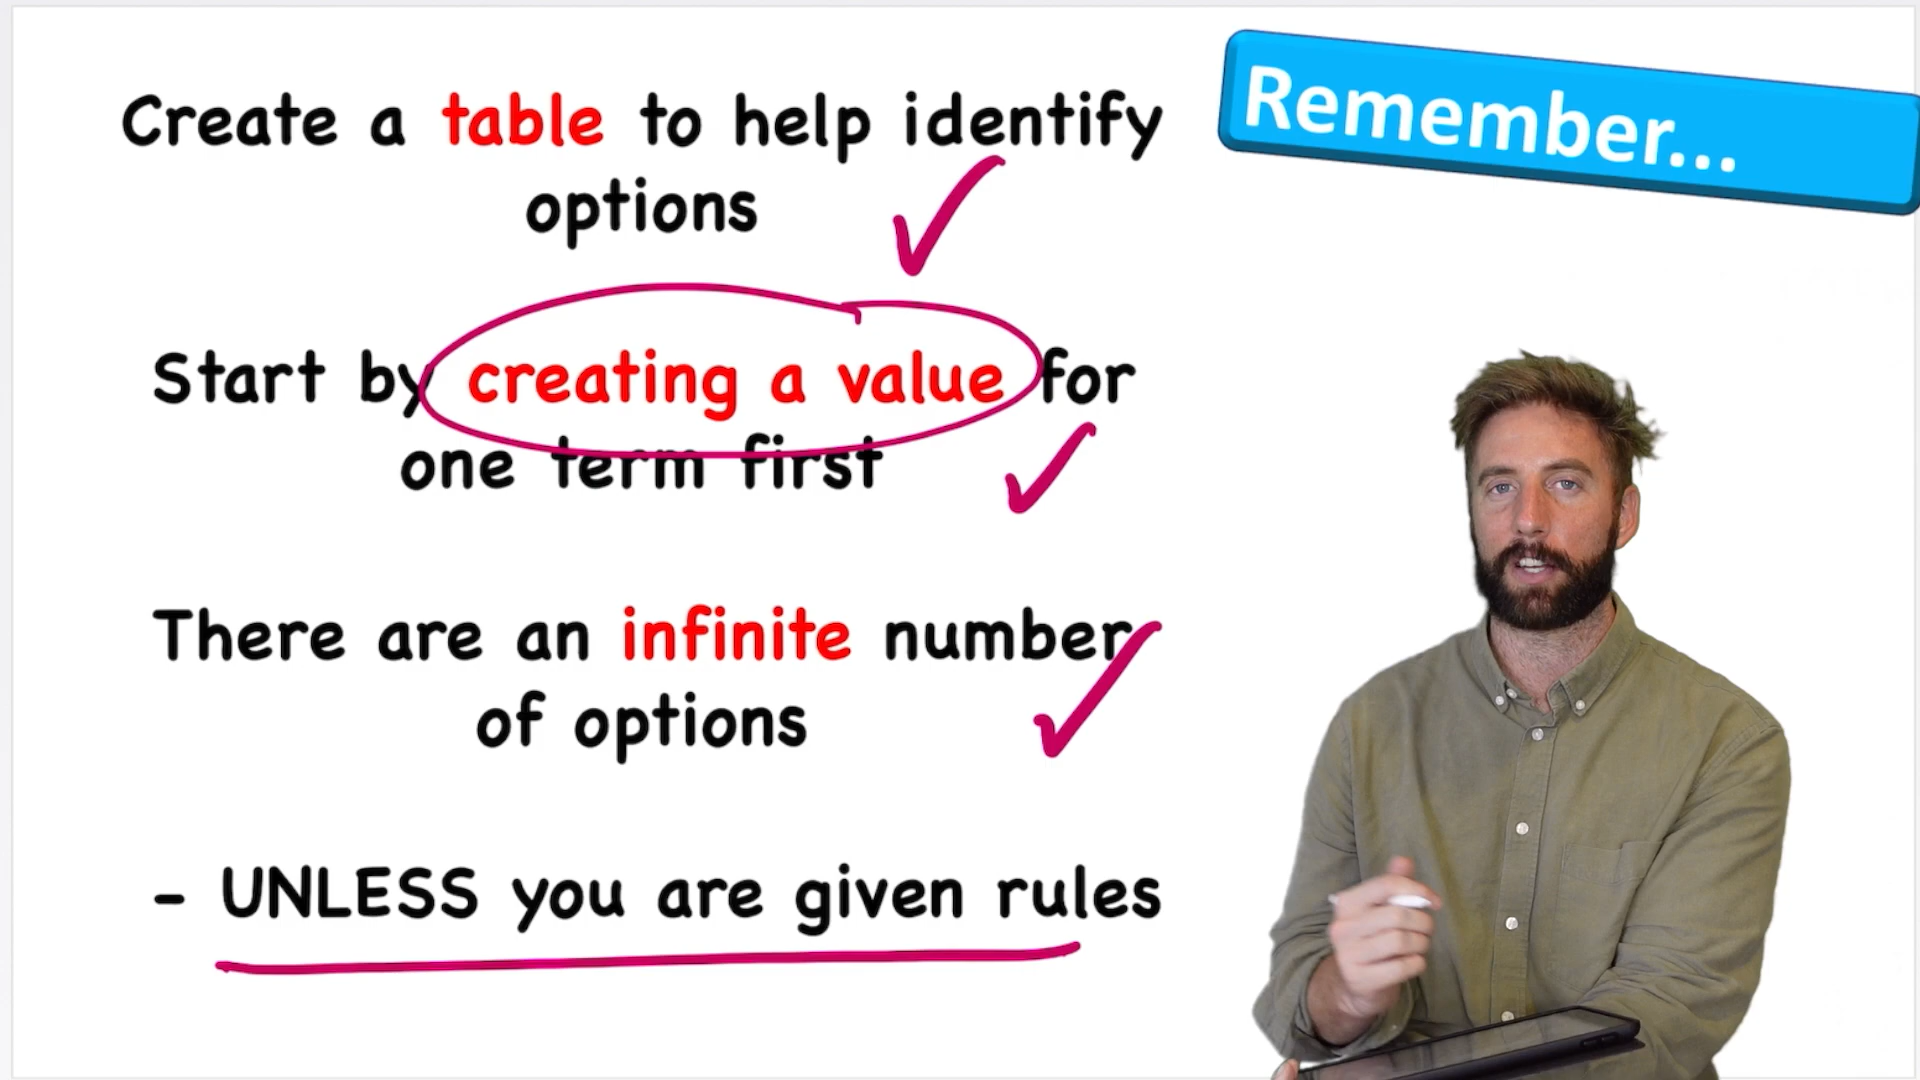 Remember...
Create a table to help identify
options
Start by creating a value for
one term first
There are an infinite number
of options
- UNLESS you are given rules